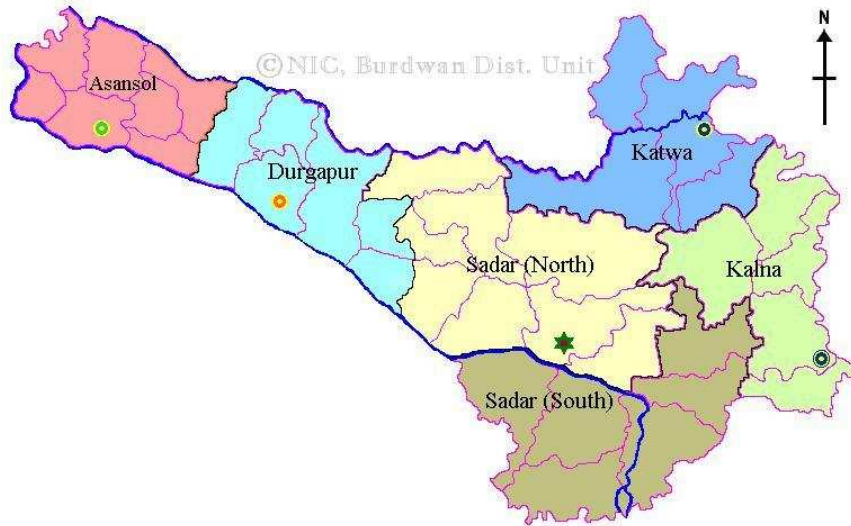 N
© NIC, Burdwan Dist. Unit
Asansol
Katwa
Durgapur
Sadar (North)
Kalna
Sadar (South)